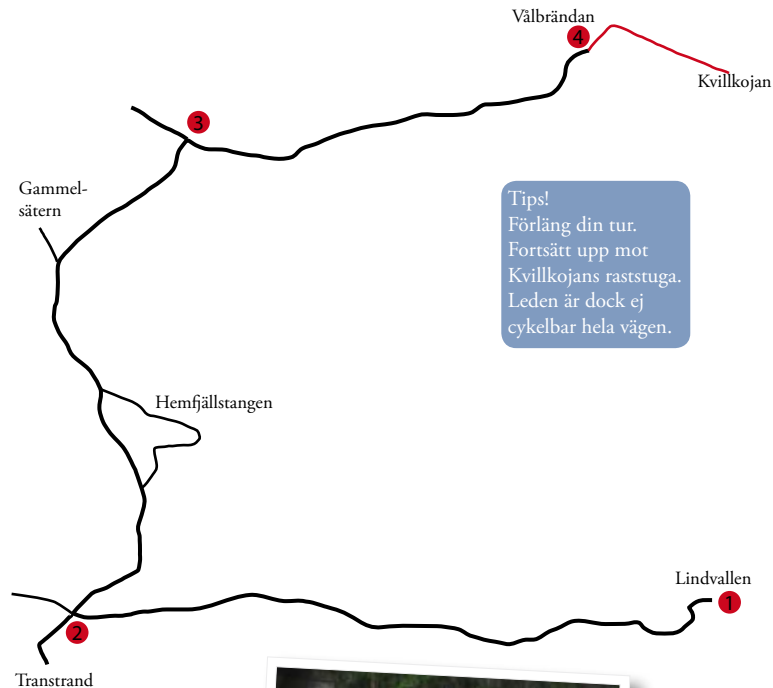 Vålbrändan
4
Kvillkojan
3
Gammel-
sätern
Tips!
Förläng din tur.
Fortsätt upp mot
Kvillkojans raststuga.
Leden är dock ej
cykelbar hela vägen.
Hemfjällstangen
Lindvallen
1
2
Transtrand